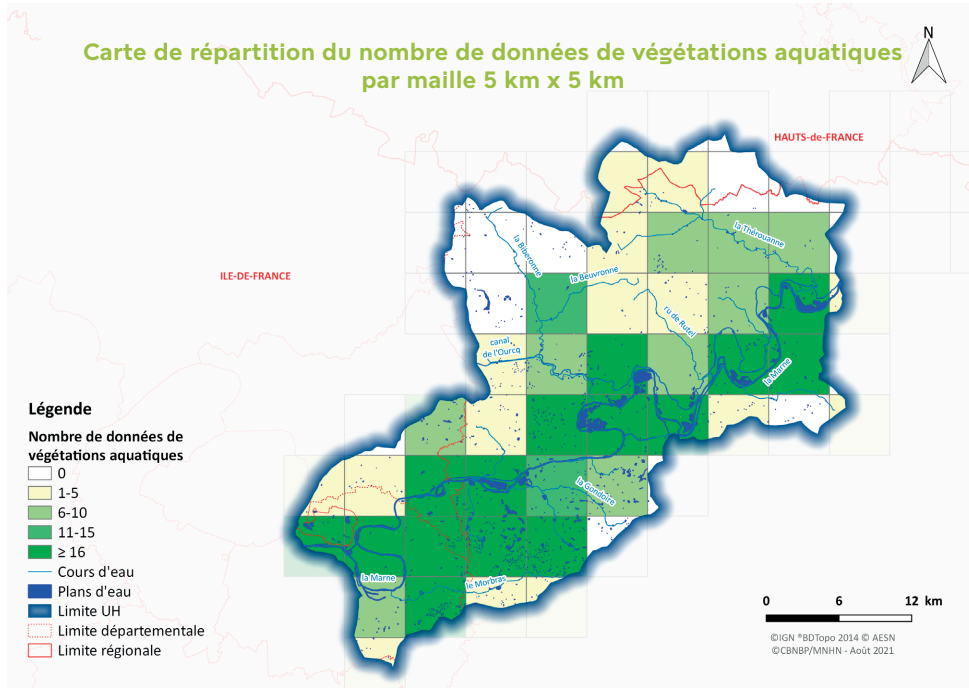 Carte de répartition du nombre de données de végétations aquatiques
par maille 5 km x 5 km
N
HAUTS-de-FRANCE
ILE-DE-FRANCE
la Thérouanne
la Biberonne
la Beuvronne
ru de Rutel
canal
de l'Ourcq
la Marne
la Gondoire
la Marne
le Morbras
Légende
Nombre de données de
végétations aquatiques
0
1-5
6-10
11-15
≥ 16
Cours d'eau
Plans d'eau
Limite UH
Limite départementale
Limite régionale
0 6 12 km
©IGN ®BDTopo 2014 © AESN
©CBNBP/MNHN - Août 2021